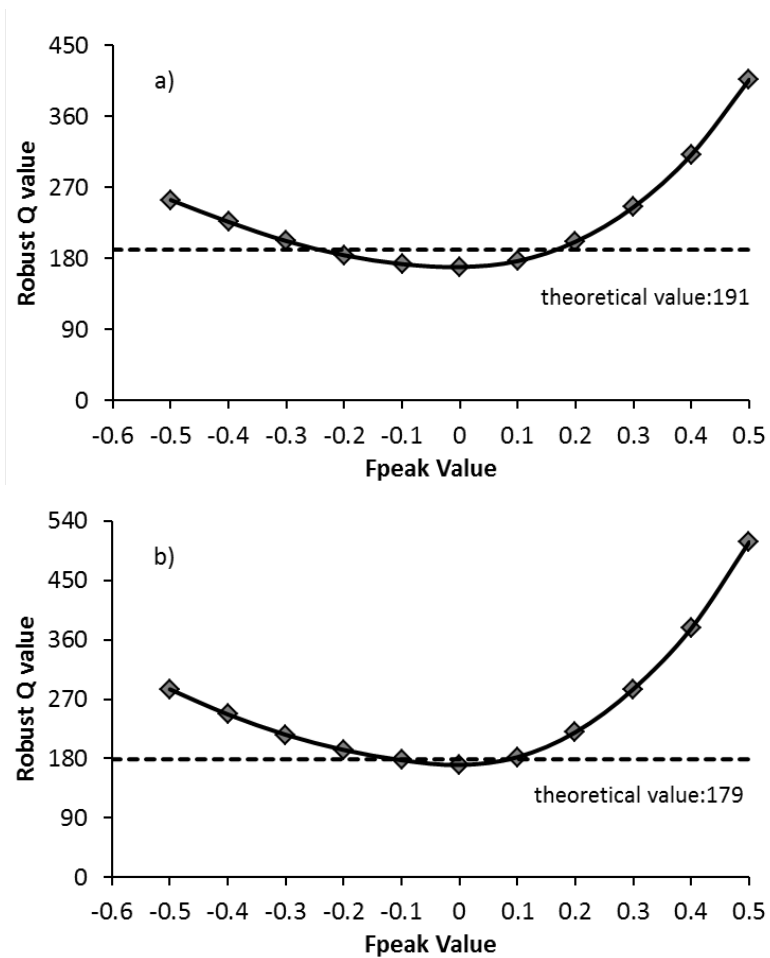 450
a)
360
270
180
90
0
theoretical value:191
-0.6 -0.5 -0.4 -0.3 -0.2 -0.1 0 0.1 0.2 0.3 0.4 0.5
Robust Q value
Fpeak Value
540
b)
450
360
270
180
90
0
theoretical value:179
-0.6 -0.5 -0.4 -0.3 -0.2 -0.1 0 0.1 0.2 0.3 0.4 0.5
Robust Q value
Fpeak Value